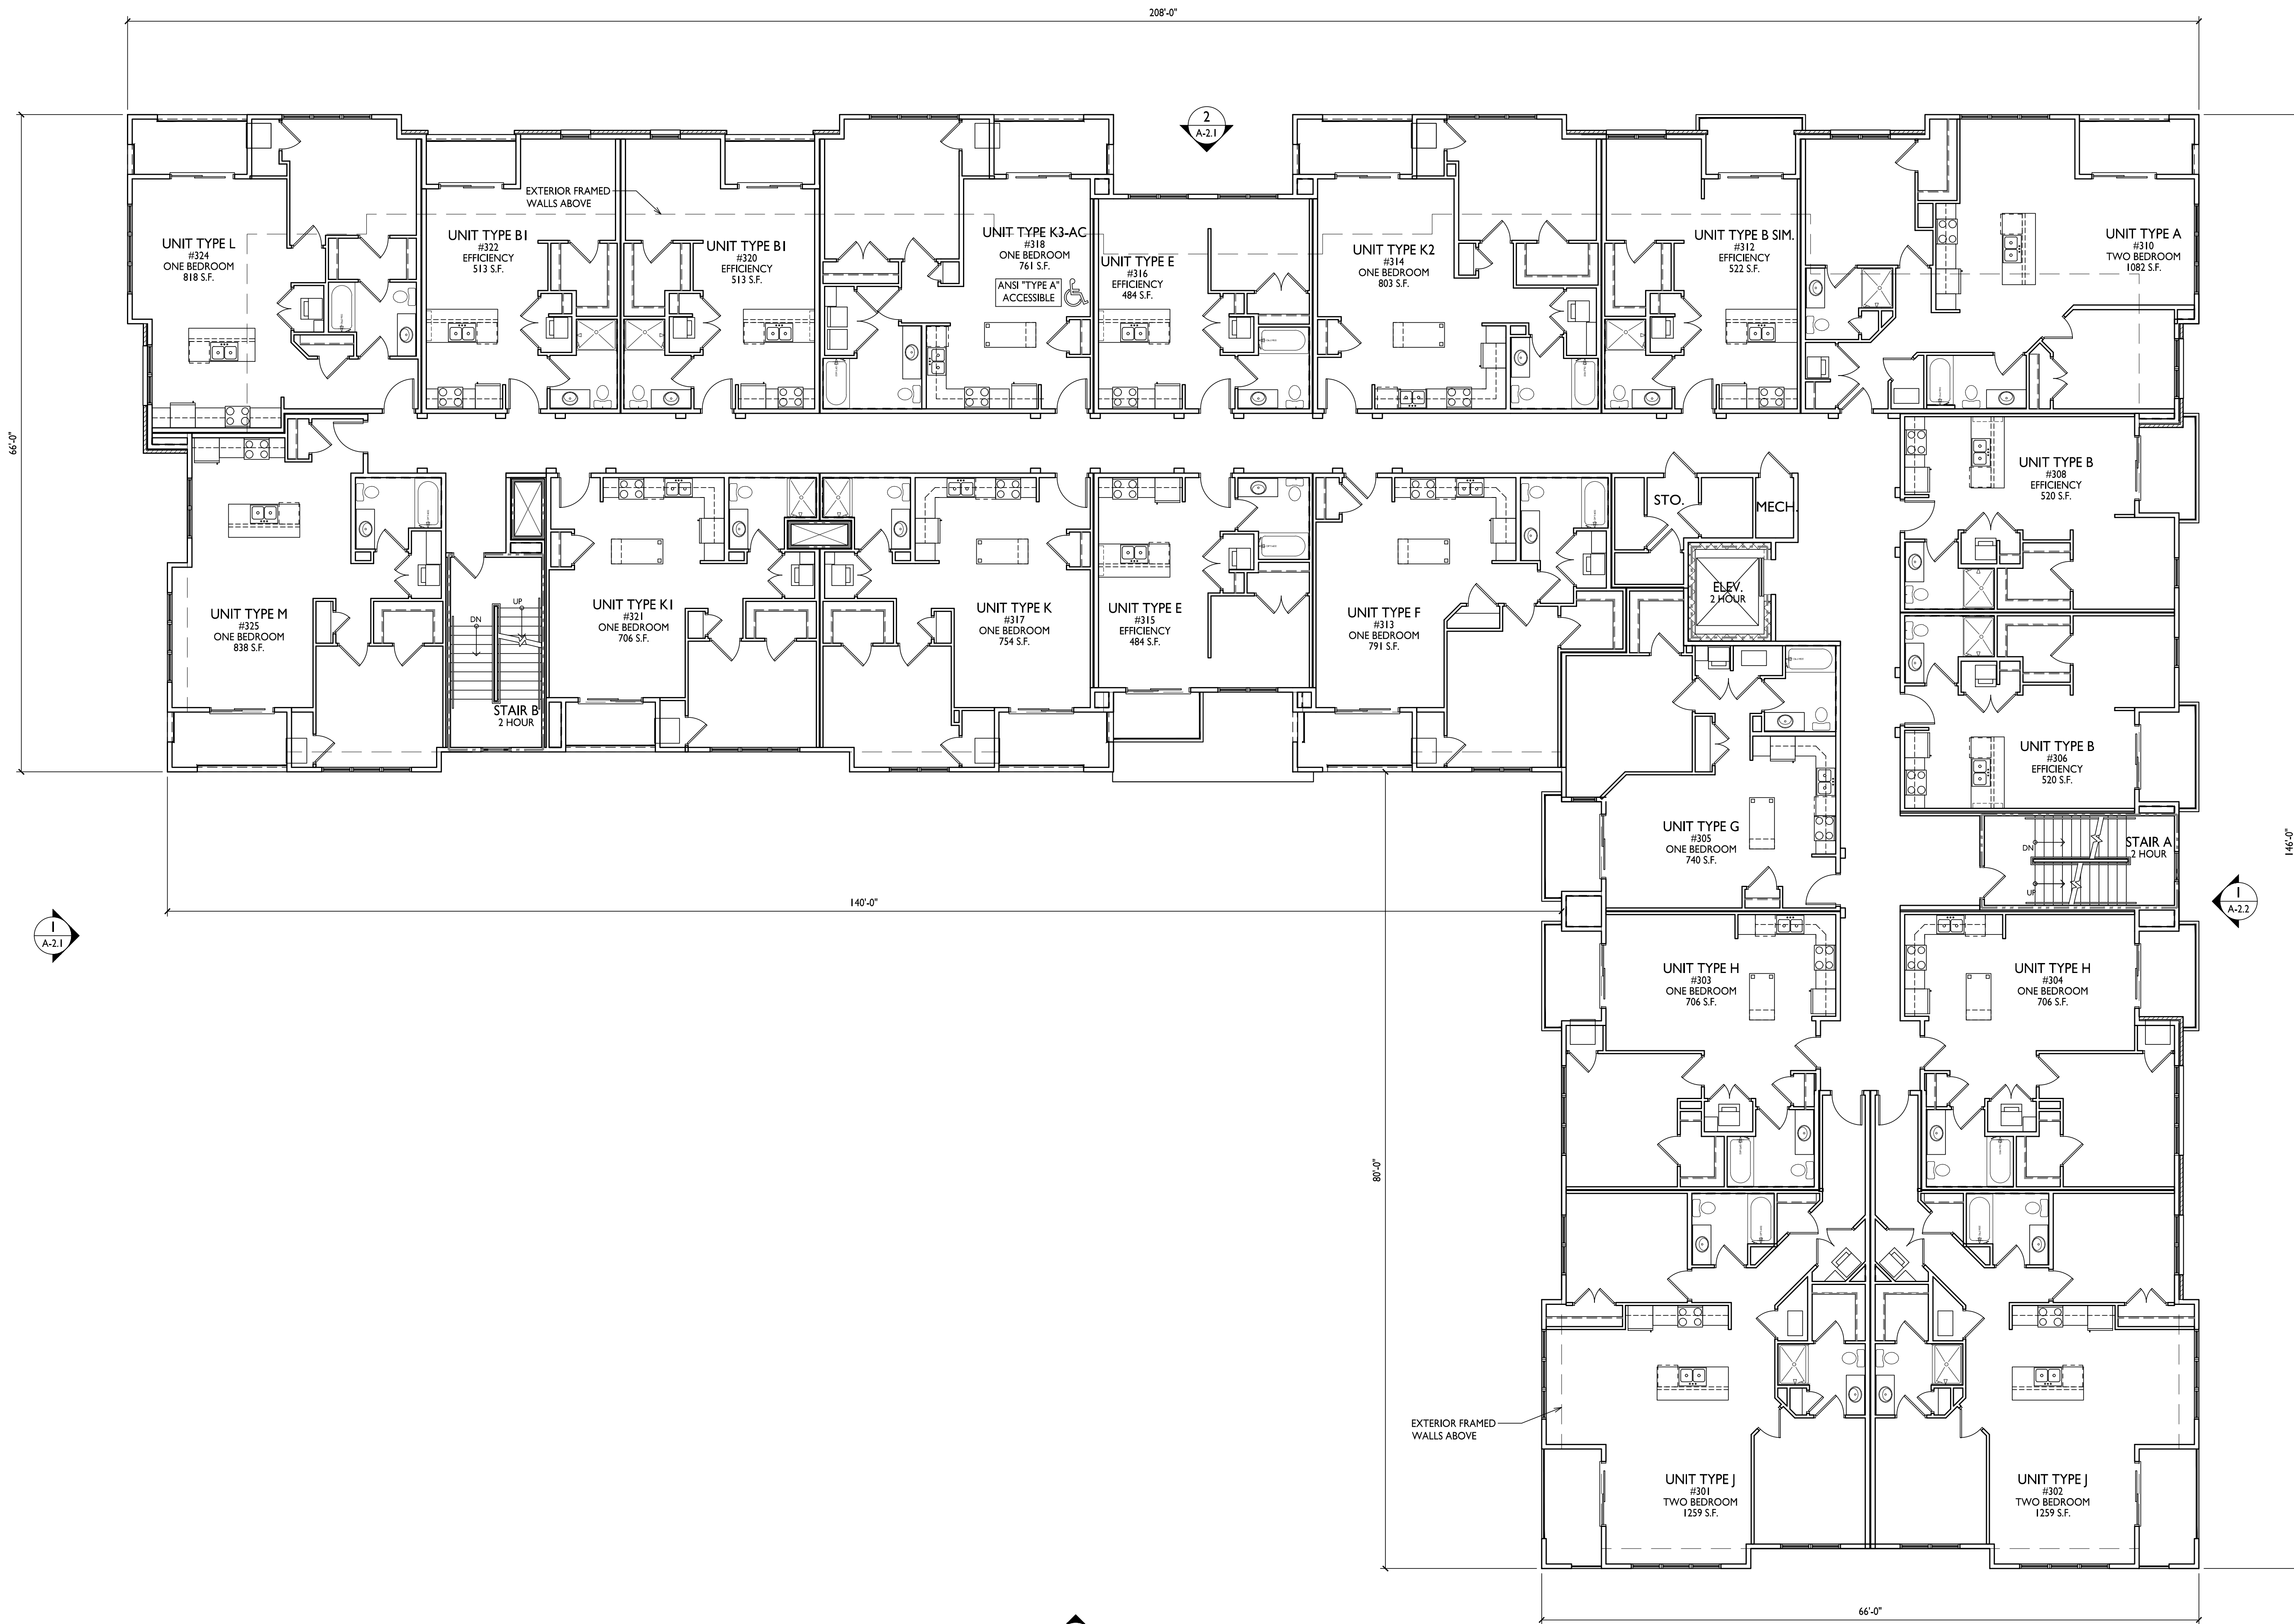 208'-0"
2
A-2.1
66'-0"
EXTERIOR FRAMED
WALLS ABOVE
UNIT TYPE L
#324
ONE BEDROOM
818 S.F.
UNIT TYPE B1
#322
EFFICIENCY
513 S.F.
UNIT TYPE B1
#320
EFFICIENCY
513 S.F.
UNIT TYPE K3-AC
#318
ONE BEDROOM
761 S.F.
ANSI "TYPE A"
ACCESSIBLE
UNIT TYPE E
#316
EFFICIENCY
484 S.F.
UNIT TYPE K2
#314
ONE BEDROOM
803 S.F.
UNIT TYPE B SIM.
#312
EFFICIENCY
522 S.F.
UNIT TYPE A
#310
TWO BEDROOM
1082 S.F.
UNIT TYPE B
#308
EFFICIENCY
520 S.F.
STO.
MECH.
ELEV.
2 HOUR
UNIT TYPE M
#325
ONE BEDROOM
838 S.F.
DN
UP
STAIR B
2 HOUR
UNIT TYPE K1
#321
ONE BEDROOM
706 S.F.
UNIT TYPE K
#317
ONE BEDROOM
754 S.F.
UNIT TYPE E
#315
EFFICIENCY
484 S.F.
UNIT TYPE F
#313
ONE BEDROOM
791 S.F.
UNIT TYPE B
#306
EFFICIENCY
520 S.F.
UNIT TYPE G
#305
ONE BEDROOM
740 S.F.
DN
UP
STAIR A
2 HOUR
146'-0"
140'-0"
1
A-2.1
1
A-2.2
UNIT TYPE H
#303
ONE BEDROOM
706 S.F.
UNIT TYPE H
#304
ONE BEDROOM
706 S.F.
80'-0"
EXTERIOR FRAMED
WALLS ABOVE
UNIT TYPE J
#301
TWO BEDROOM
1259 S.F.
UNIT TYPE J
#302
TWO BEDROOM
1259 S.F.
66'-0"